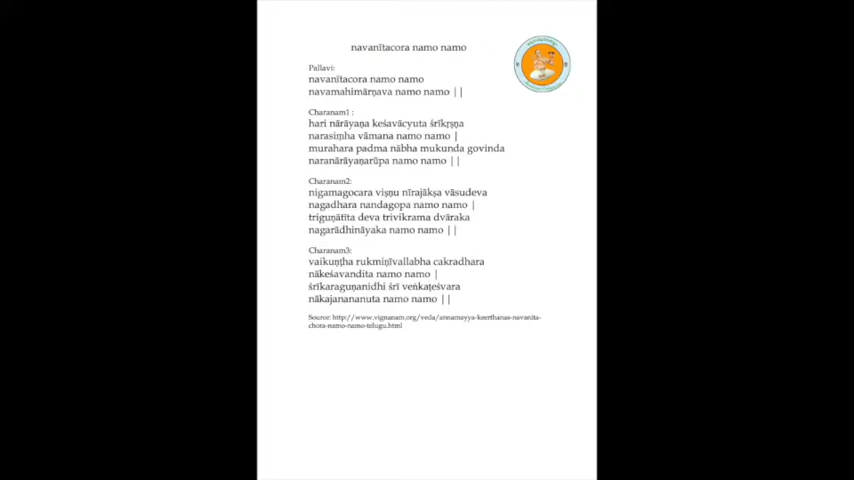 navanītacora namo namo
Pallavi:
navanītacora namo namo
navamahimārṇava namo namo ||
Charanam1 :
hari nārāyaṇa keśavācyuta śrīkṛṣṇa
narasiṃha vāmana namo namo |
murahara padma nābha mukunda govinda
naranārāyaṇarūpa namo namo ||
Charanam2:
nigamagocara viṣṇu nīrajākṣa vāsudeva
nagadhara nandagopa namo namo |
triguṇātīta deva trivikrama dvāraka
nagarādhināyaka namo namo ||
Charanam3:
vaikuṇṭha rukmiṇīvallabha cakradhara
nākeśavandita namo namo |
śrīkaraguṇanidhi śrī veṅkaṭeśvara
nākajanananuta namo namo ||
Source: http://www.vignanam.org/veda/annamayya-keerthanas-navanita-
chora-namo-namo-telugu.html